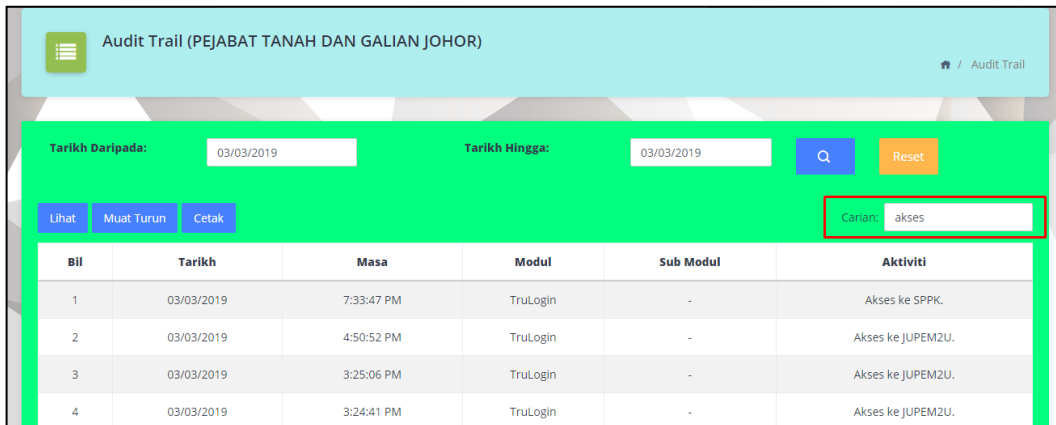 Audit Trail (PEJABAT TANAH DAN GALIAN JOHOR)
/ Audit Trail
Tarikh Daripada: 03/03/2019 Tarikh Hingga: 03/03/2019 Reset
Lihat Muat Turun Cetak Carian: akses
Bil Tarikh Masa Modul Sub Modul Aktiviti
1 03/03/2019 7:33:47 PM TruLogin - Akses ke SPPK.
2 03/03/2019 4:50:52 PM TruLogin - Akses ke JUPEM2U.
3 03/03/2019 3:25:06 PM TruLogin - Akses ke JUPEM2U.
4 03/03/2019 3:24:41 PM TruLogin - Akses ke JUPEM2U.